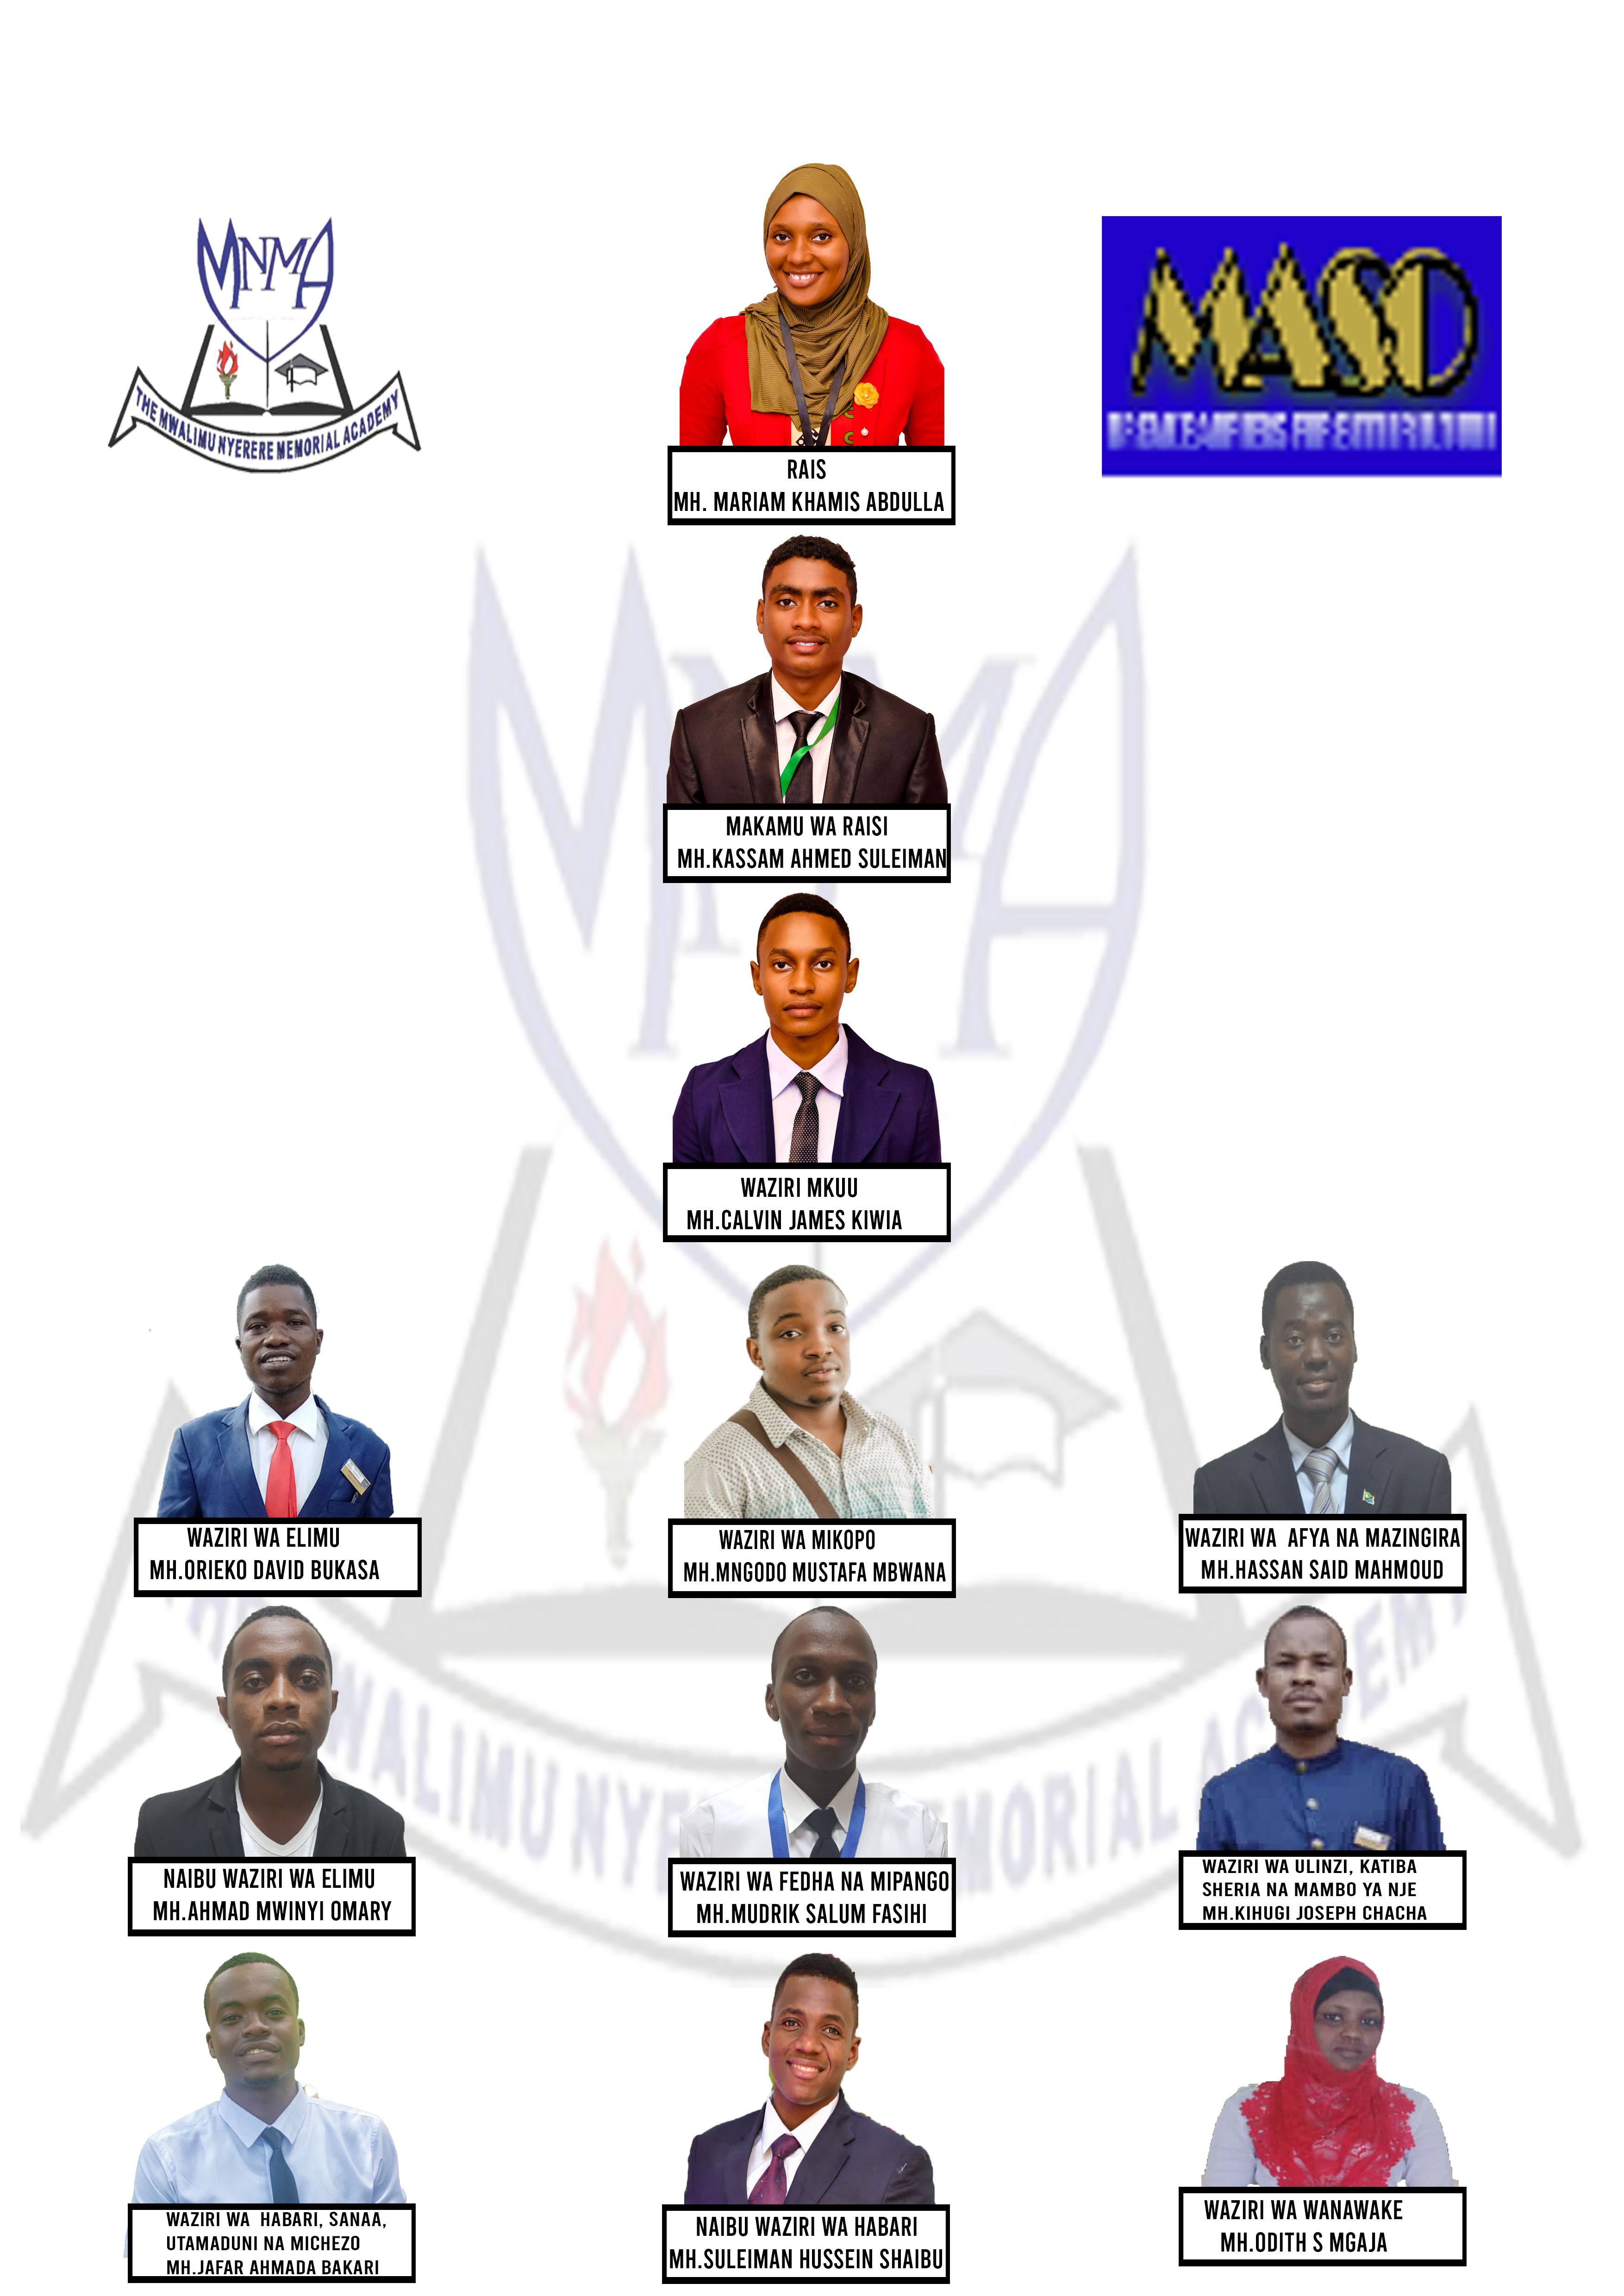 MNMA
THE MWALIMU NYERERE MEMORIAL ACADEMY
MASO
RAIS
MH. MARIAM KHAMIS ABDULLA
MAKAMU WA RAISI
MH.KASSAM AHMED SULEIMAN
WAZIRI MKUU
MH.CALVIN JAMES KIWIA
WAZIRI WA ELIMU
MH.ORIEKO DAVID BUKASA
WAZIRI WA MIKOPO
MH.MNGODO MUSTAFA MBWANA
WAZIRI WA AFYA NA MAZINGIRA
MH.HASSAN SAID MAHMOUD
NAIBU WAZIRI WA ELIMU
MH.AHMAD MWINYI OMARY
WAZIRI WA FEDHA NA MIPANGO
MH.MUDRIK SALUM FASIHI
WAZIRI WA ULINZI, KATIBA
SHERIA NA MAMBO YA NJE
MH.KIHUGI JOSEPH CHACHA
WAZIRI WA HABARI, SANAA,
UTAMADUNI NA MICHEZO
MH.JAFAR AHMADA BAKARI
NAIBU WAZIRI WA HABARI
MH.SULEIMAN HUSSEIN SHAIBU
WAZIRI WA WANAWAKE
MH.ODITH S MGAJA